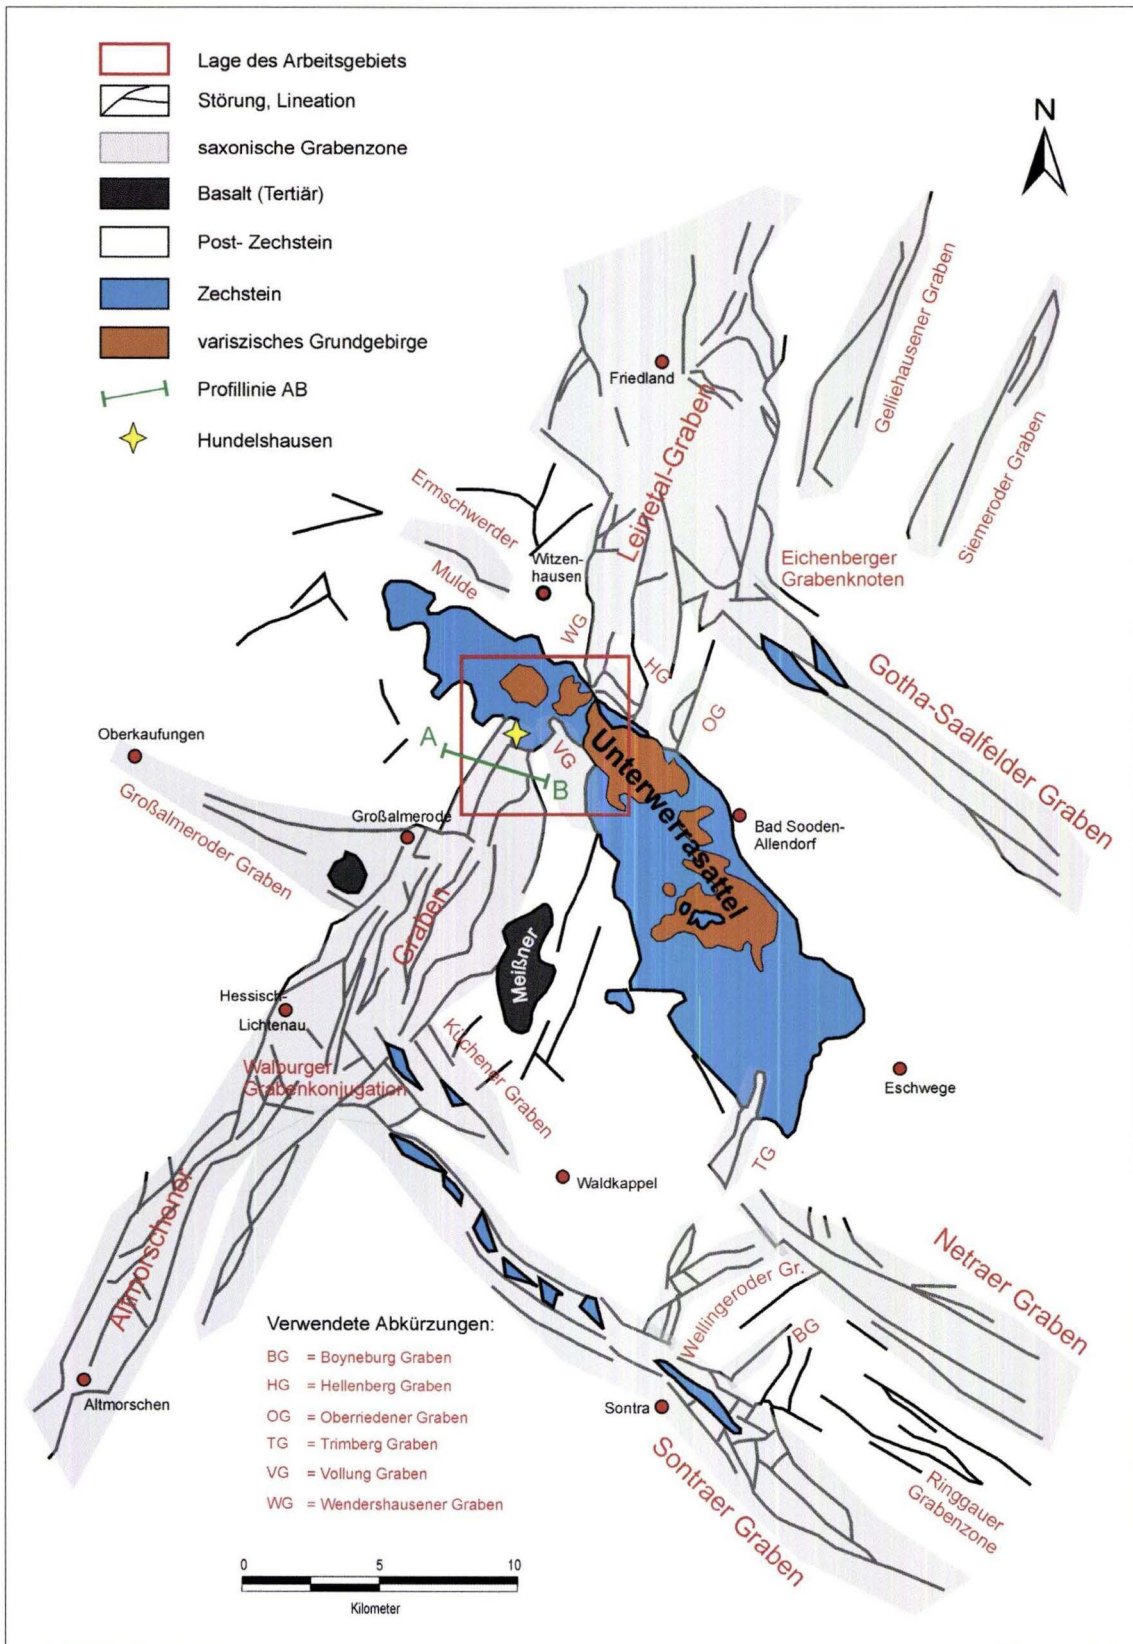 Lage des Arbeitsgebiets
Störung, Lineation
saxonische Grabenzone
Basalt (Tertiär)
Post- Zechstein
Zechstein
variszisches Grundgebirge
Profillinie AB
Hundelshausen
N
Friedland
Leinetal-Graben
Gelliehausener Graben
Siemeroder Graben
Ermschwerder
Mulde
Witzen-
hausen
Eichenberger
Grabenknoten
WG
HG
OG
Gotha-Saalfelder Graben
Oberkaufungen
A
B
VG
Unterwerrasattel
Großalmeroder Graben
Großalmerode
Bad Sooden-
Allendorf
Graben
Meißner
Hessisch-
Lichtenau
Küchener Graben
Walburger
Grabenkonjugation
Eschwege
TG
Waldkappel
Altmorschener
Netraer Graben
Wellingeroder Gr.
BG
Verwendete Abkürzungen:
BG = Boyneburg Graben
HG = Hellenberg Graben
OG = Oberriedener Graben
TG = Trimberg Graben
VG = Vollung Graben
WG = Wendershausener Graben
Altmorschen
Sontra
Sontraer Graben
Ringgauer
Grabenzone
0 5 10
Kilometer